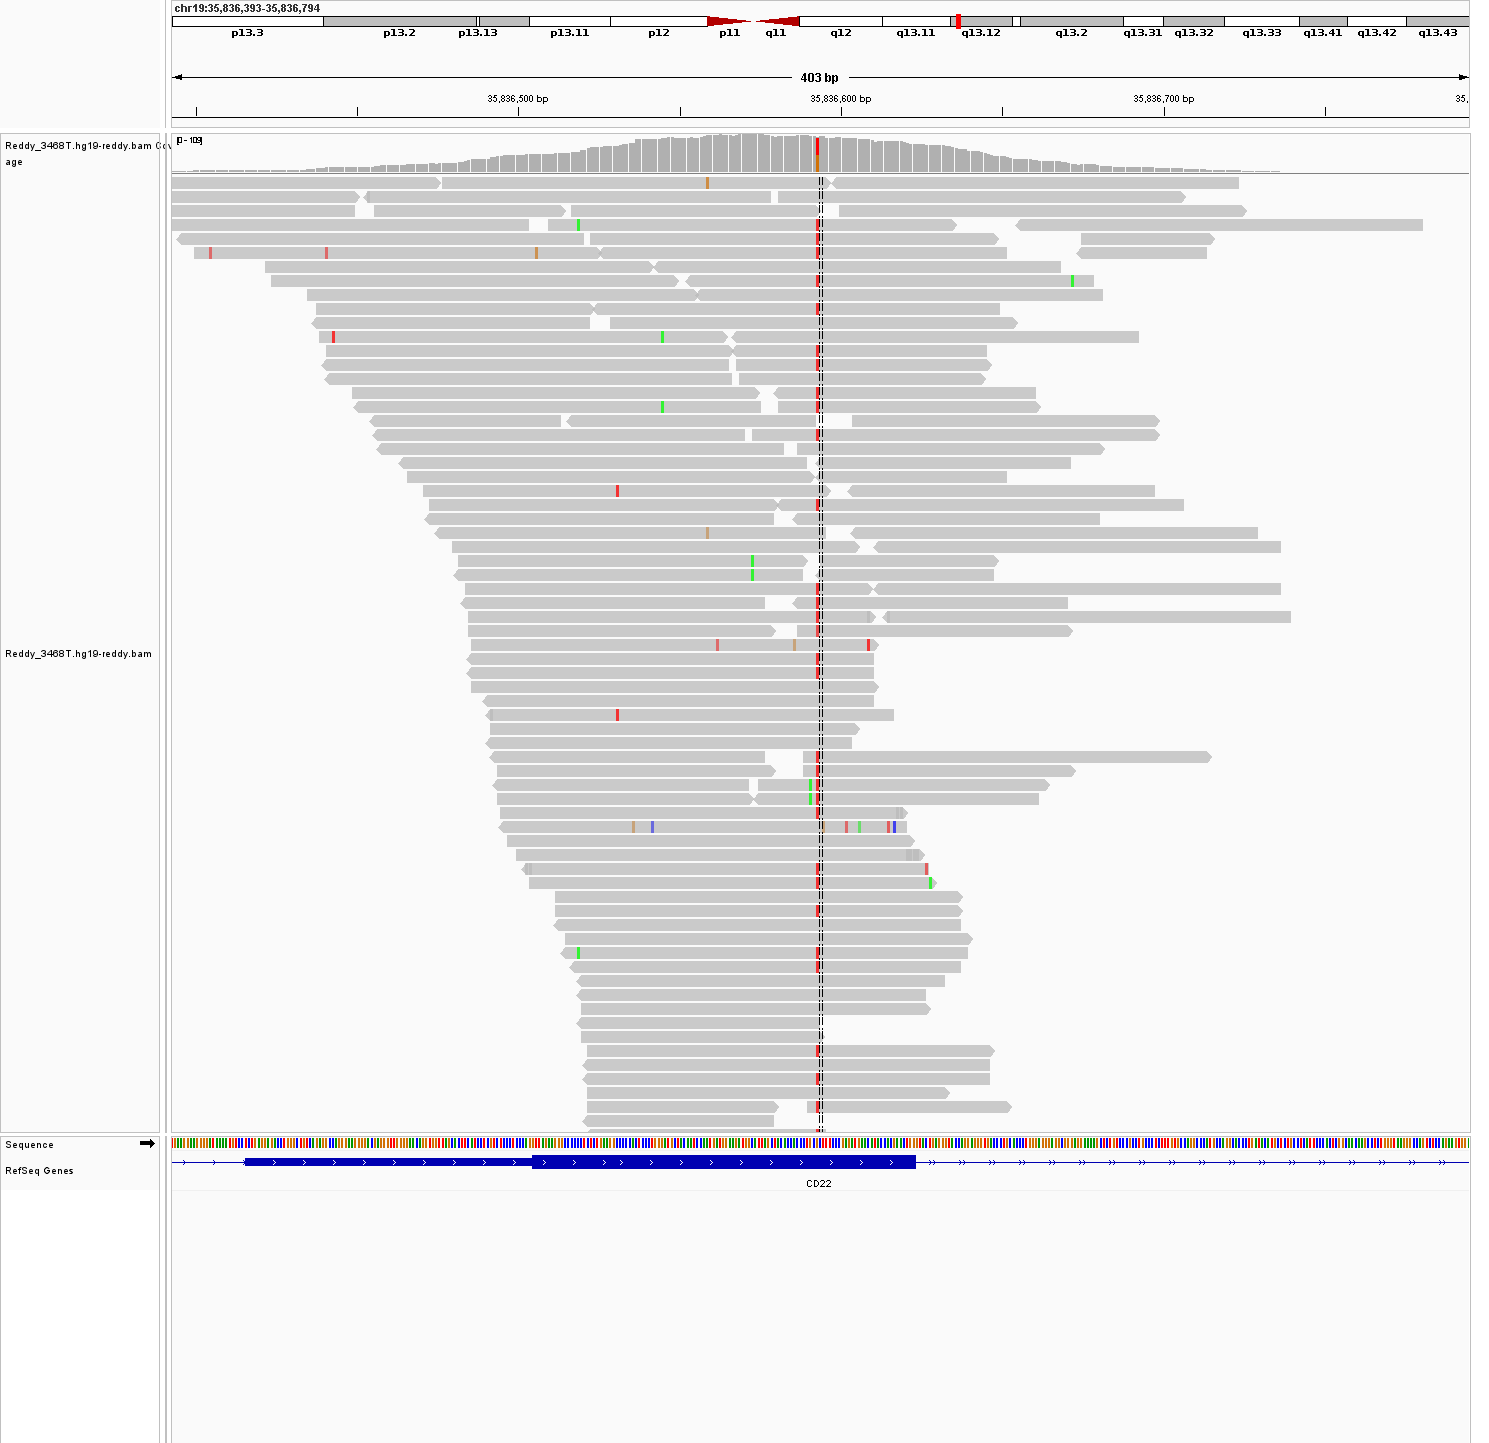 chr19:35,836,393-35,836,794
p13.3 p13.2 p13.13 p13.11 p12 p11 q11 q12 q13.11 q13.12 q13.2 q13.31 q13.32 q13.33 q13.41 q13.42 q13.43
403 bp
35,836,500 bp 35,836,600 bp 35,836,700 bp 35,
[0 - 109]
Reddy_3468T.hg19-reddy.bam Cov
age
Reddy_3468T.hg19-reddy.bam
Sequence
RefSeq Genes
CD22